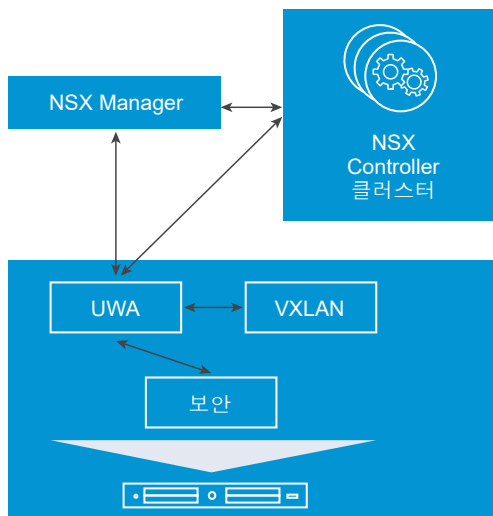 NSX Manager
NSX
Controller
클러스터
UWA
VXLAN
보안